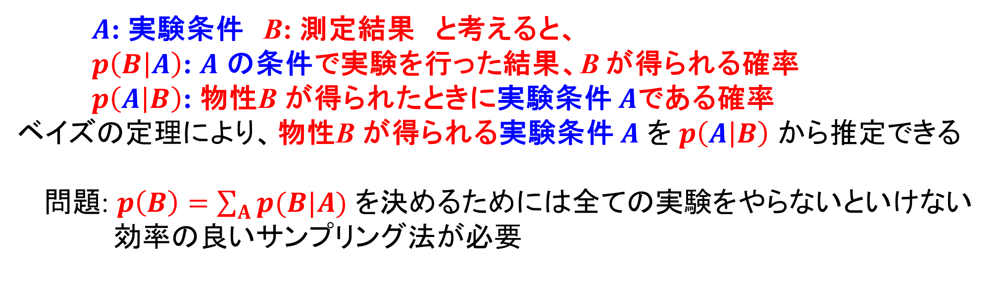 A: 実験条件　B: 測定結果　と考えると、
p(B|A): A の条件で実験を行った結果、B が得られる確率
p(A|B): 物性B が得られたときに実験条件 Aである確率
ベイズの定理により、物性B が得られる実験条件 A を p(A|B) から推定できる
問題: p(B) = ∑_A p(B|A) を決めるためには全ての実験をやらないといけない
効率の良いサンプリング法が必要